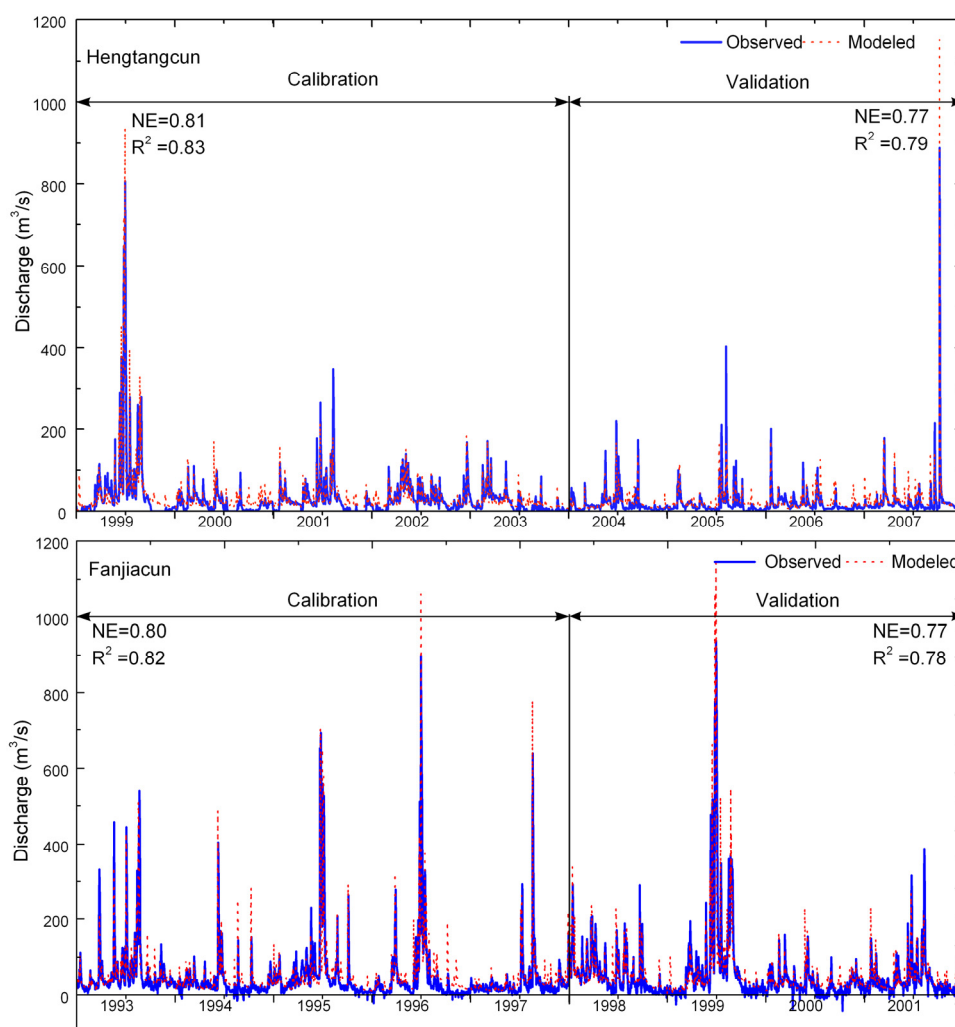 1200
Observed Modeled
Hengtangcun
Calibration Validation
1000
NE=0.81 NE=0.77
R² =0.83 R² =0.79
800
600
400
200
0
Discharge (m³/s)
1999 2000 2001 2002 2003 2004 2005 2006 2007
1200
Observed Modeled
Fanjiacun
Calibration Validation
1000
NE=0.80 NE=0.77
R² =0.82 R² =0.78
800
600
400
200
0
Discharge (m³/s)
1993 1994 1995 1996 1997 1998 1999 2000 2001